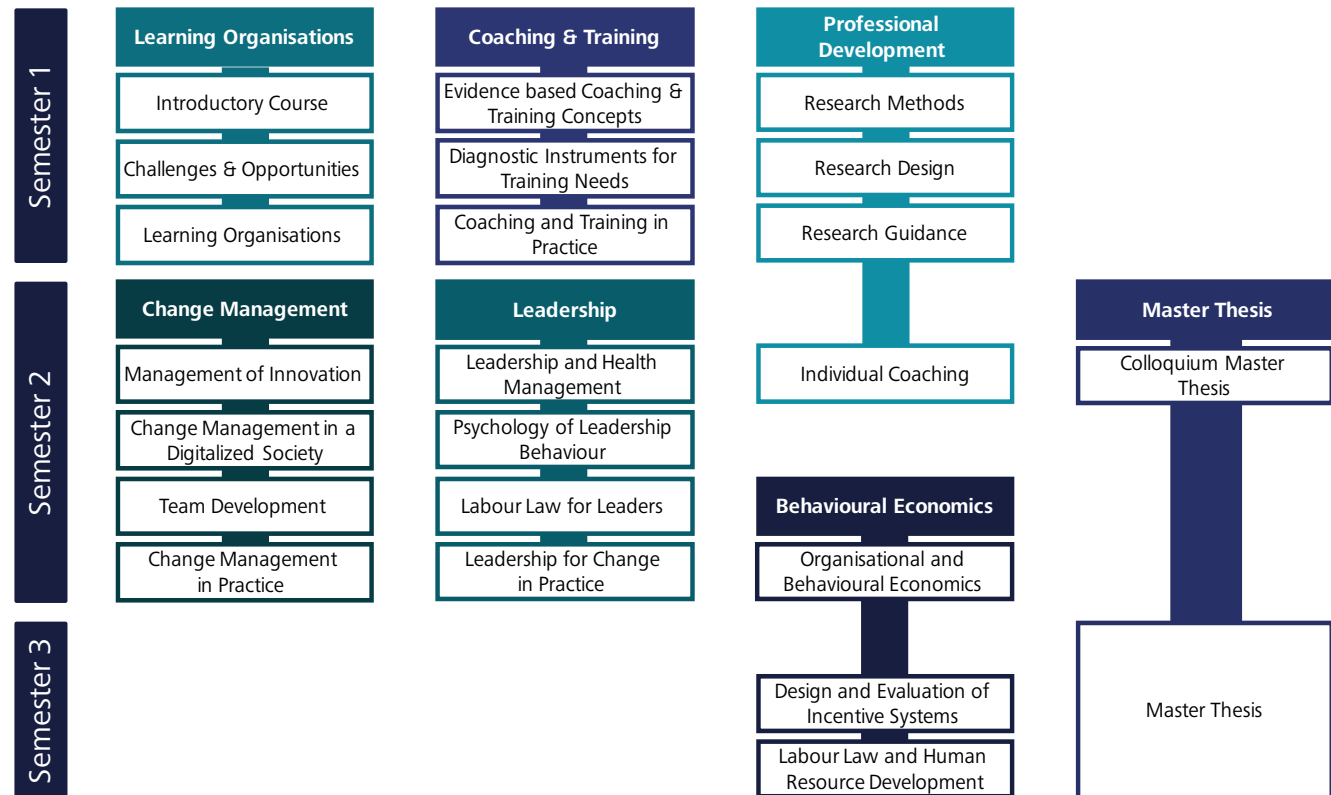 Semester 1
Learning Organisations
Introductory Course
Challenges & Opportunities
Learning Organisations
Coaching & Training
Evidence based Coaching &
Training Concepts
Diagnostic Instruments for
Training Needs
Coaching and Training in
Practice
Professional
Development
Research Methods
Research Design
Research Guidance
Individual Coaching
Semester 2
Change Management
Management of Innovation
Change Management in a
Digitalized Society
Team Development
Change Management
in Practice
Leadership
Leadership and Health
Management
Psychology of Leadership
Behaviour
Labour Law for Leaders
Leadership for Change
in Practice
Behavioural Economics
Organisational and
Behavioural Economics
Master Thesis
Colloquium Master
Thesis
Semester 3
Design and Evaluation of
Incentive Systems
Labour Law and Human
Resource Development
Master Thesis